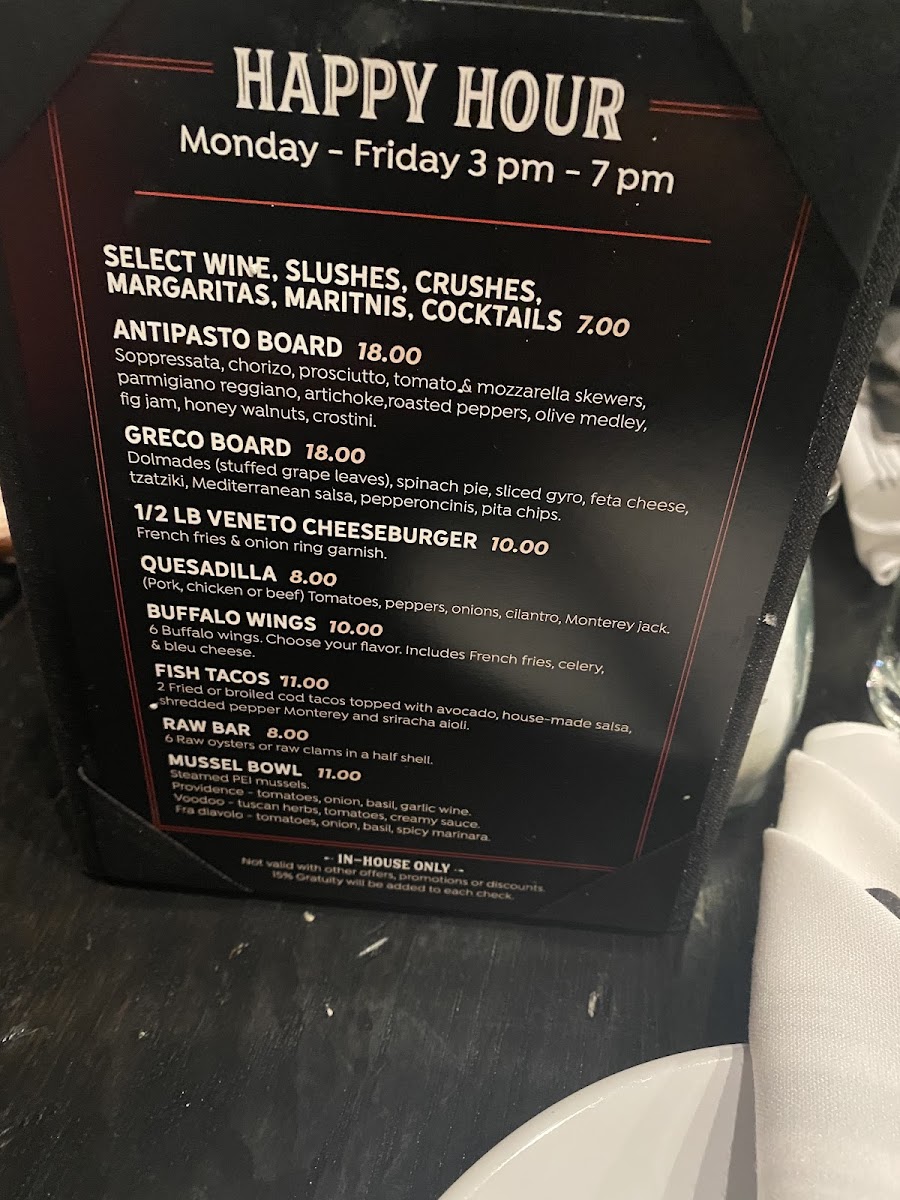 HAPPY HOUR
Monday - Friday 3 pm - 7 pm
SELECT WINE, SLUSHES, CRUSHES,
MARGARITAS, MARITNIS, COCKTAILS 7.00
ANTIPASTO BOARD 18.00
Soppressata, chorizo, prosciutto, tomato & mozzarella skewers,
parmigiano reggiano, artichoke,roasted peppers, olive medley,
fig jam, honey walnuts, crostini.
GRECO BOARD 18.00
Dolmades (stuffed grape leaves), spinach pie, sliced gyro, feta cheese,
tzatziki, Mediterranean salsa, pepperoncinis, pita chips.
1/2 LB VENETO CHEESEBURGER 10.00
French fries & onion ring garnish.
QUESADILLA 8.00
(Pork, chicken or beef) Tomatoes, peppers, onions, cilantro, Monterey jack.
BUFFALO WINGS 10.00
6 Buffalo wings. Choose your flavor. Includes French fries, celery,
& bleu cheese.
FISH TACOS 11.00
2 Fried or broiled cod tacos topped with avocado, house-made salsa,
shredded pepper Monterey and sriracha aioli.
RAW BAR 8.00
6 Raw oysters or raw clams in a half shell.
MUSSEL BOWL 11.00
Steamed PEI mussels.
Providence - tomatoes, onion, basil, garlic wine.
Voodoo - tuscan herbs, tomatoes, creamy sauce.
Fra diavolo - tomatoes, onion, basil, spicy marinara.
- IN-HOUSE ONLY -
Not valid with other offers, promotions or discounts.
15% Gratuity will be added to each check.